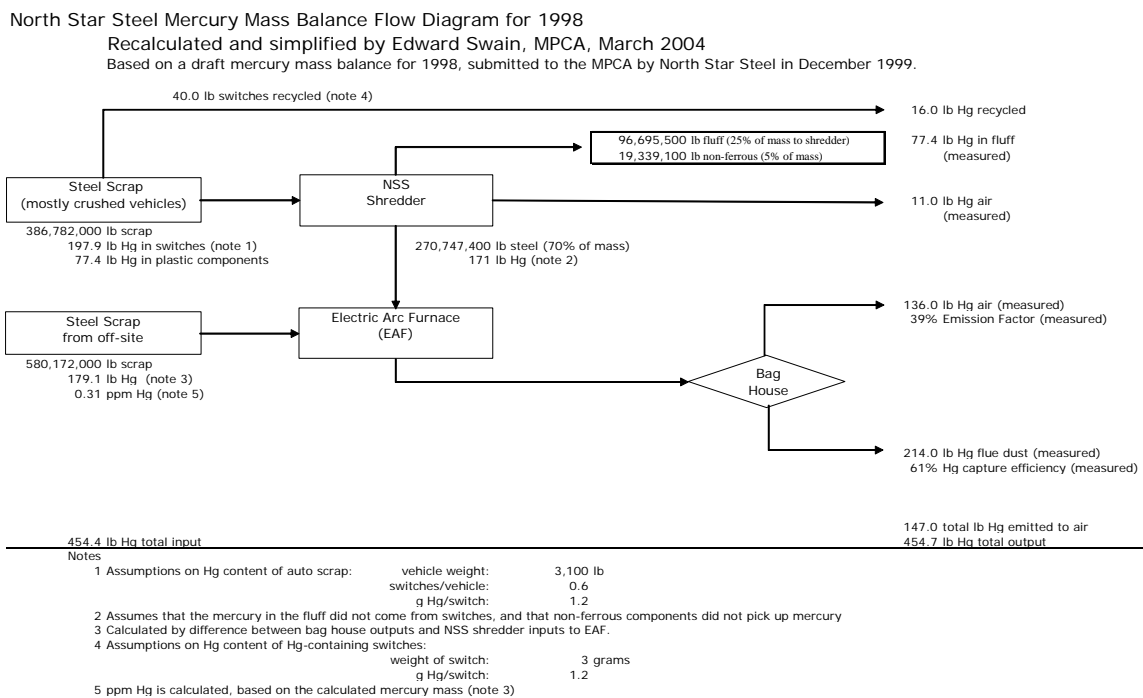 North Star Steel Mercury Mass Balance Flow Diagram for 1998
Recalculated and simplified by Edward Swain, MPCA, March 2004
Based on a draft mercury mass balance for 1998, submitted to the MPCA by North Star Steel in December 1999.
40.0 lb switches recycled (note 4)
16.0 lb Hg recycled
96,695,500 lb fluff (25% of mass to shredder)
19,339,100 lb non-ferrous (5% of mass)
77.4 lb Hg in fluff
(measured)
Steel Scrap
(mostly crushed vehicles)
NSS
Shredder
11.0 lb Hg air
(measured)
386,782,000 lb scrap
197.9 lb Hg in switches (note 1)
77.4 lb Hg in plastic components
270,747,400 lb steel (70% of mass)
171 lb Hg (note 2)
Steel Scrap
from off-site
Electric Arc Furnace
(EAF)
136.0 lb Hg air (measured)
39% Emission Factor (measured)
580,172,000 lb scrap
179.1 lb Hg (note 3)
0.31 ppm Hg (note 5)
Bag
House
214.0 lb Hg flue dust (measured)
61% Hg capture efficiency (measured)
147.0 total lb Hg emitted to air
454.4 lb Hg total input
454.7 lb Hg total output
Notes
1 Assumptions on Hg content of auto scrap: vehicle weight: 3,100 lb
switches/vehicle: 0.6
g Hg/switch: 1.2
2 Assumes that the mercury in the fluff did not come from switches, and that non-ferrous components did not pick up mercury
3 Calculated by difference between bag house outputs and NSS shredder inputs to EAF.
4 Assumptions on Hg content of Hg-containing switches:
weight of switch: 3 grams
g Hg/switch: 1.2
5 ppm Hg is calculated, based on the calculated mercury mass (note 3)